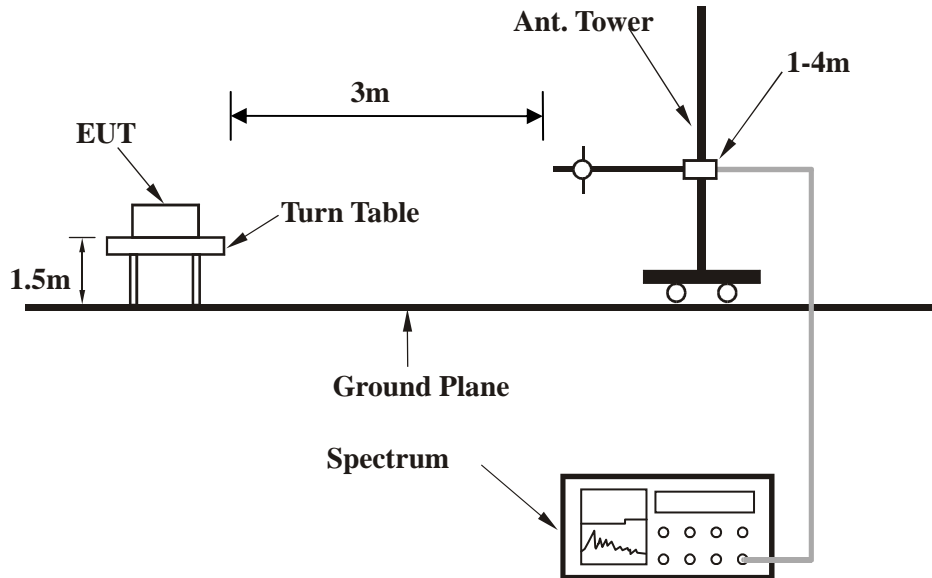 Ant. Tower
1-4m
3m
EUT
Turn Table
1.5m
Ground Plane
Spectrum